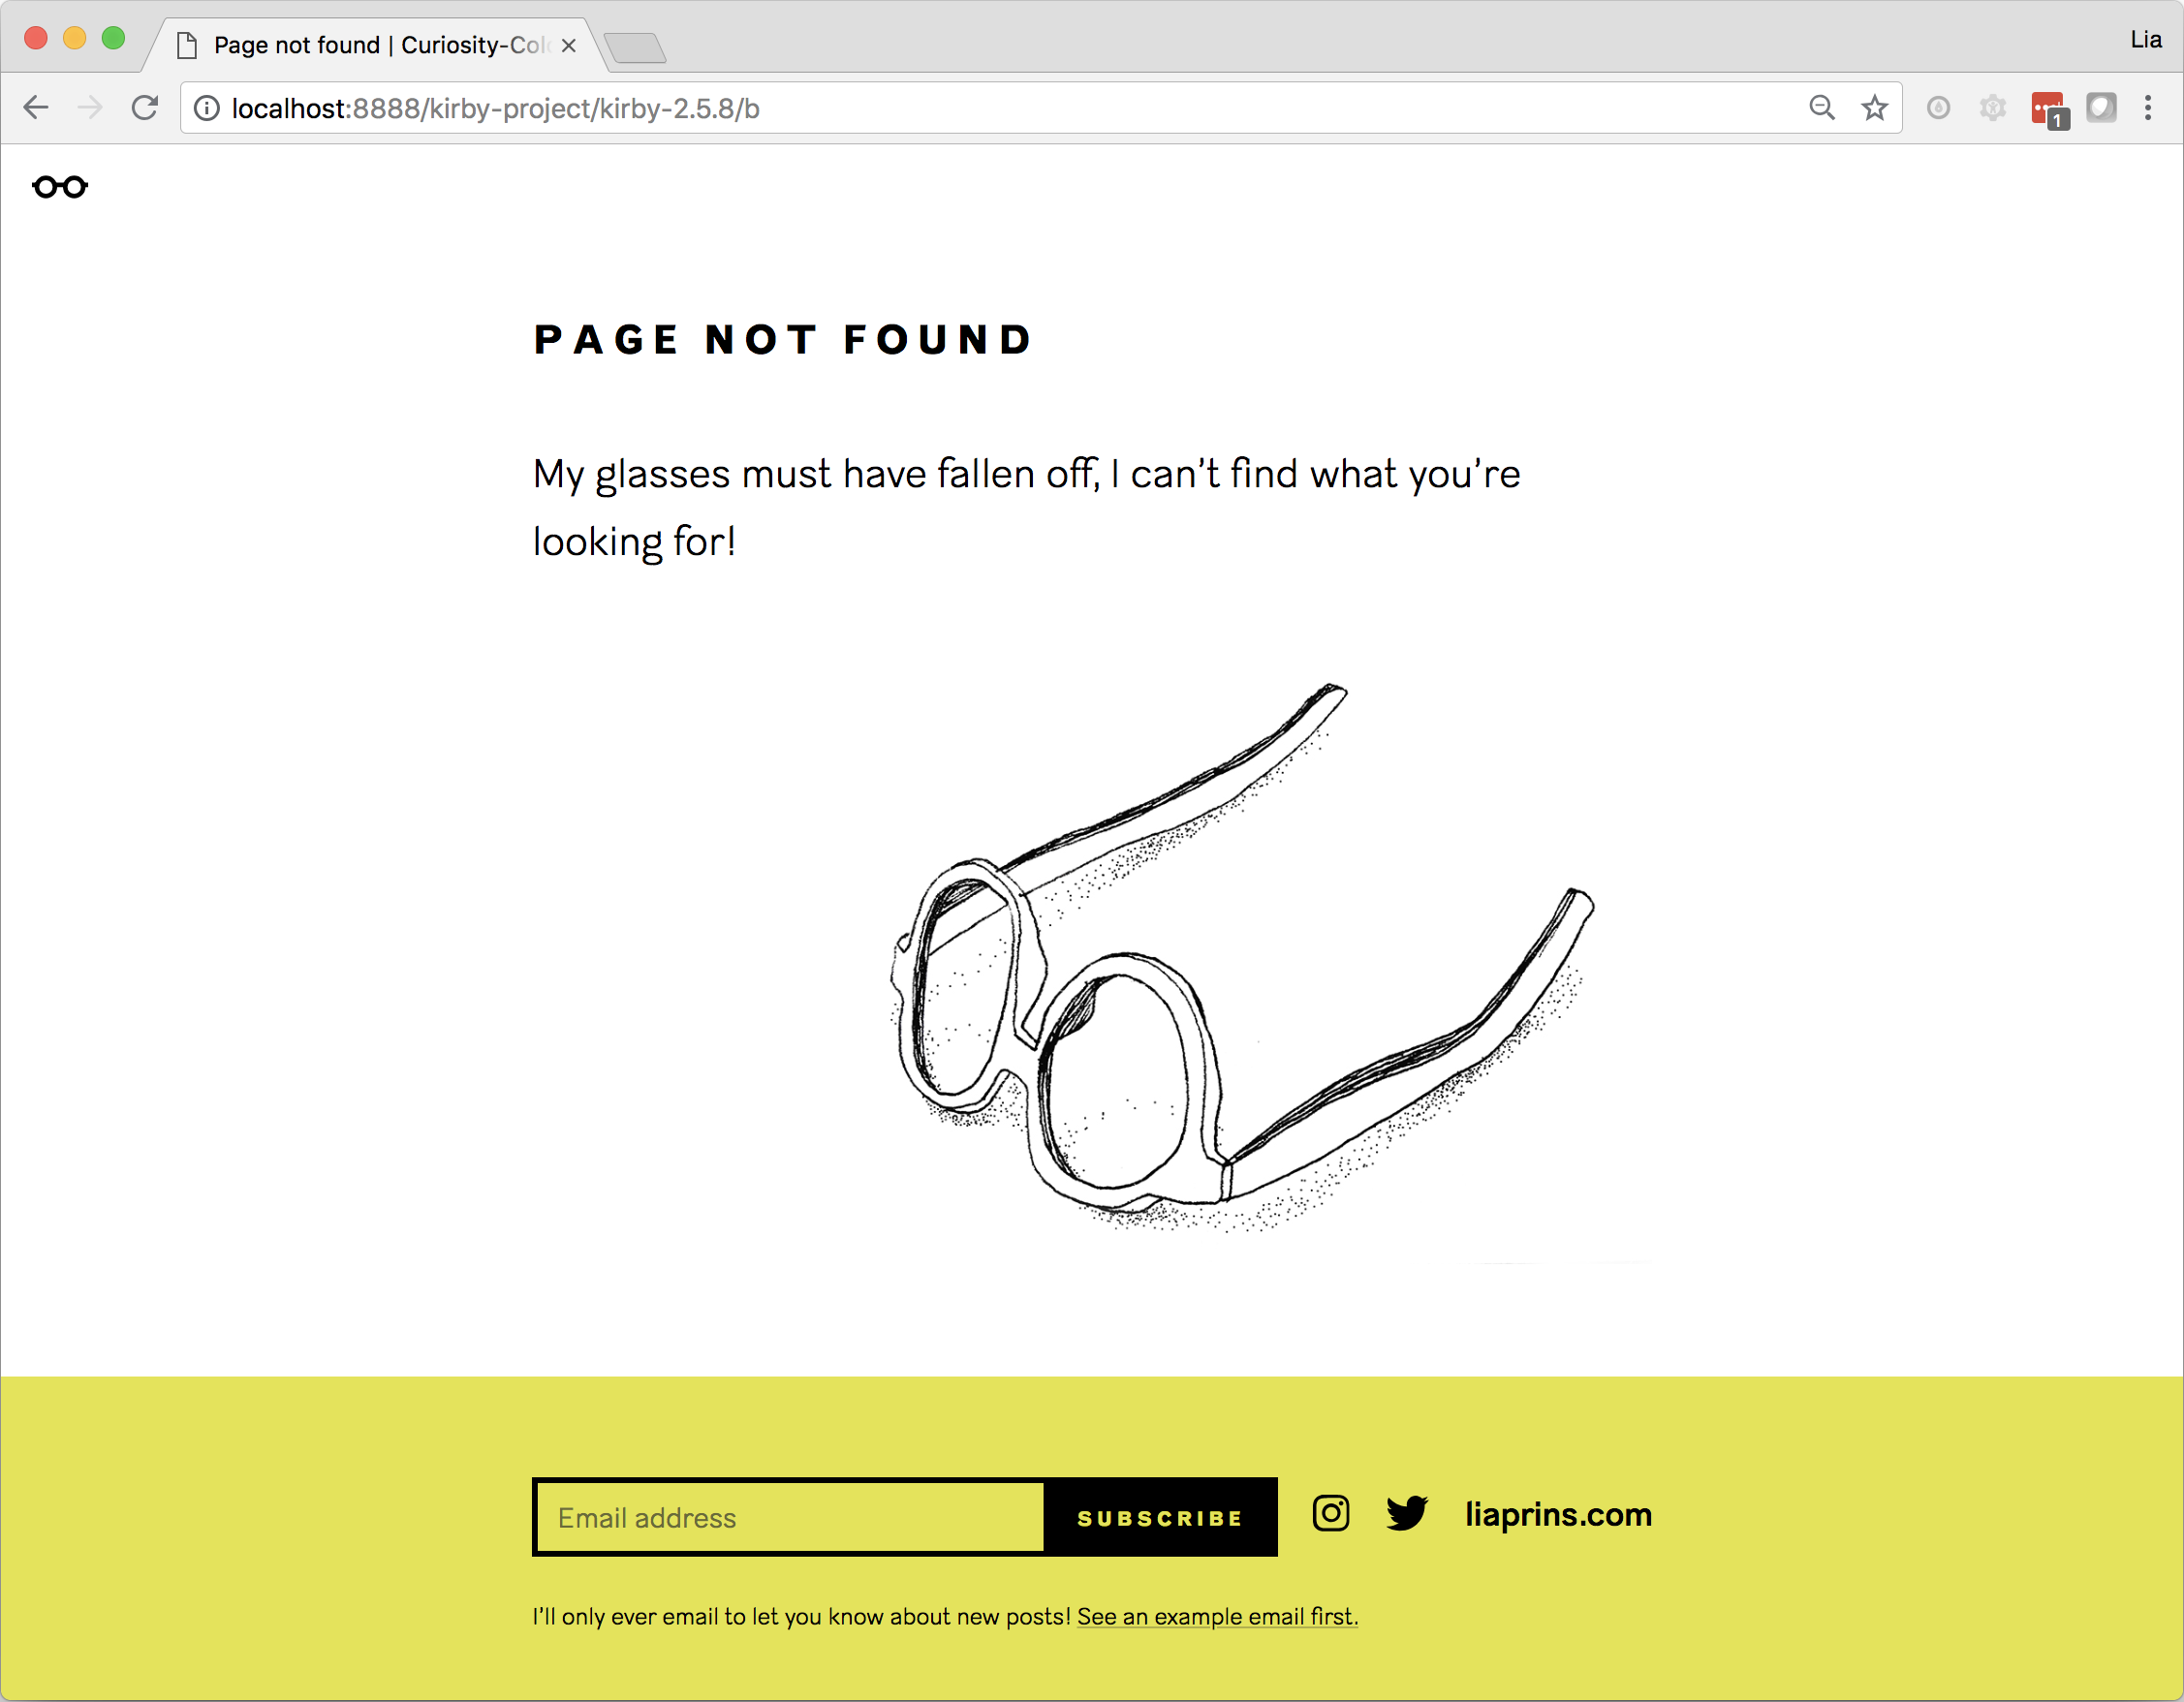 Page not found | Curiosity-Col
Lia
localhost:8888/kirby-project/kirby-2.5.8/b
1
PAGE NOT FOUND
My glasses must have fallen off, I can’t find what you’re
looking for!
Email address
SUBSCRIBE
liaprins.com
I’ll only ever email to let you know about new posts! See an example email first.